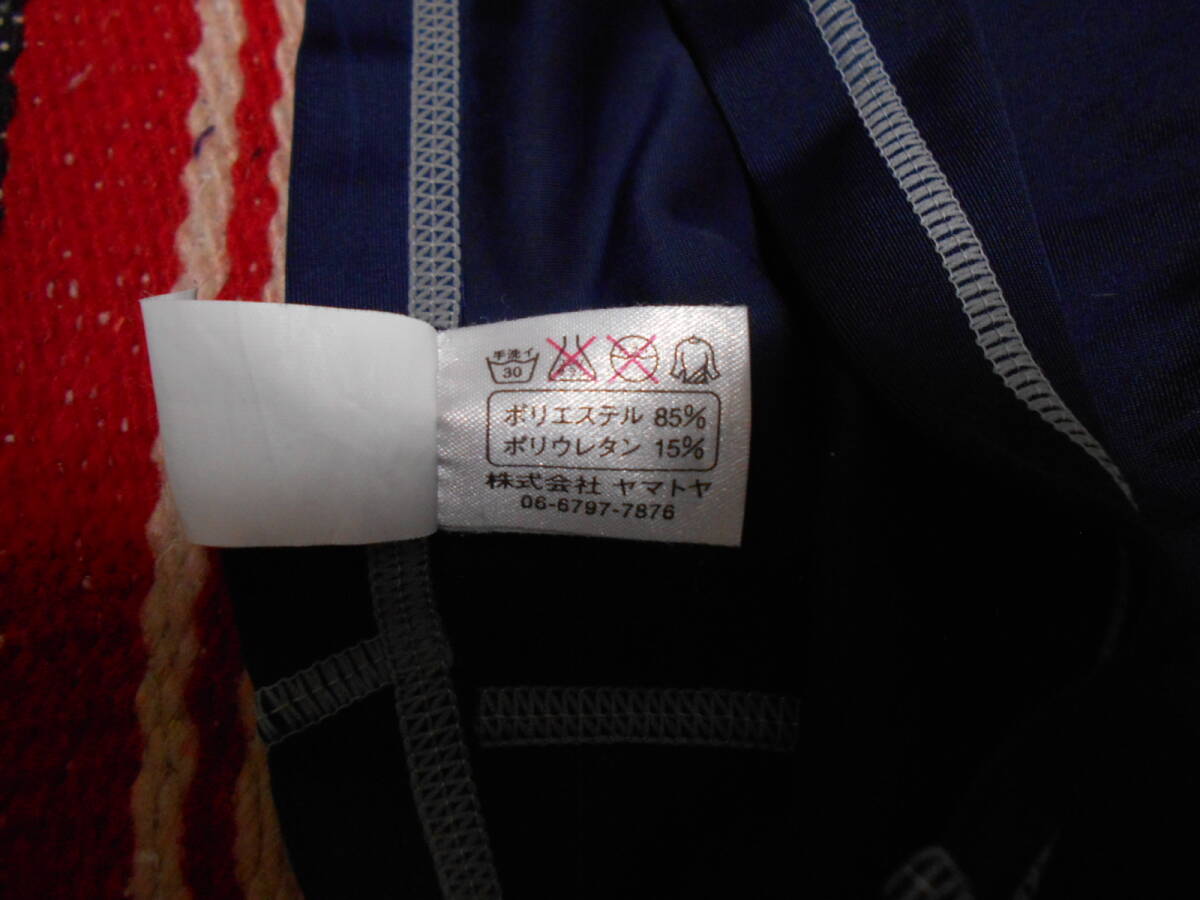 手洗イ
30
ポリエステル 85%
ポリウレタン 15%
株式会社 ヤマトヤ
06-6797-7876